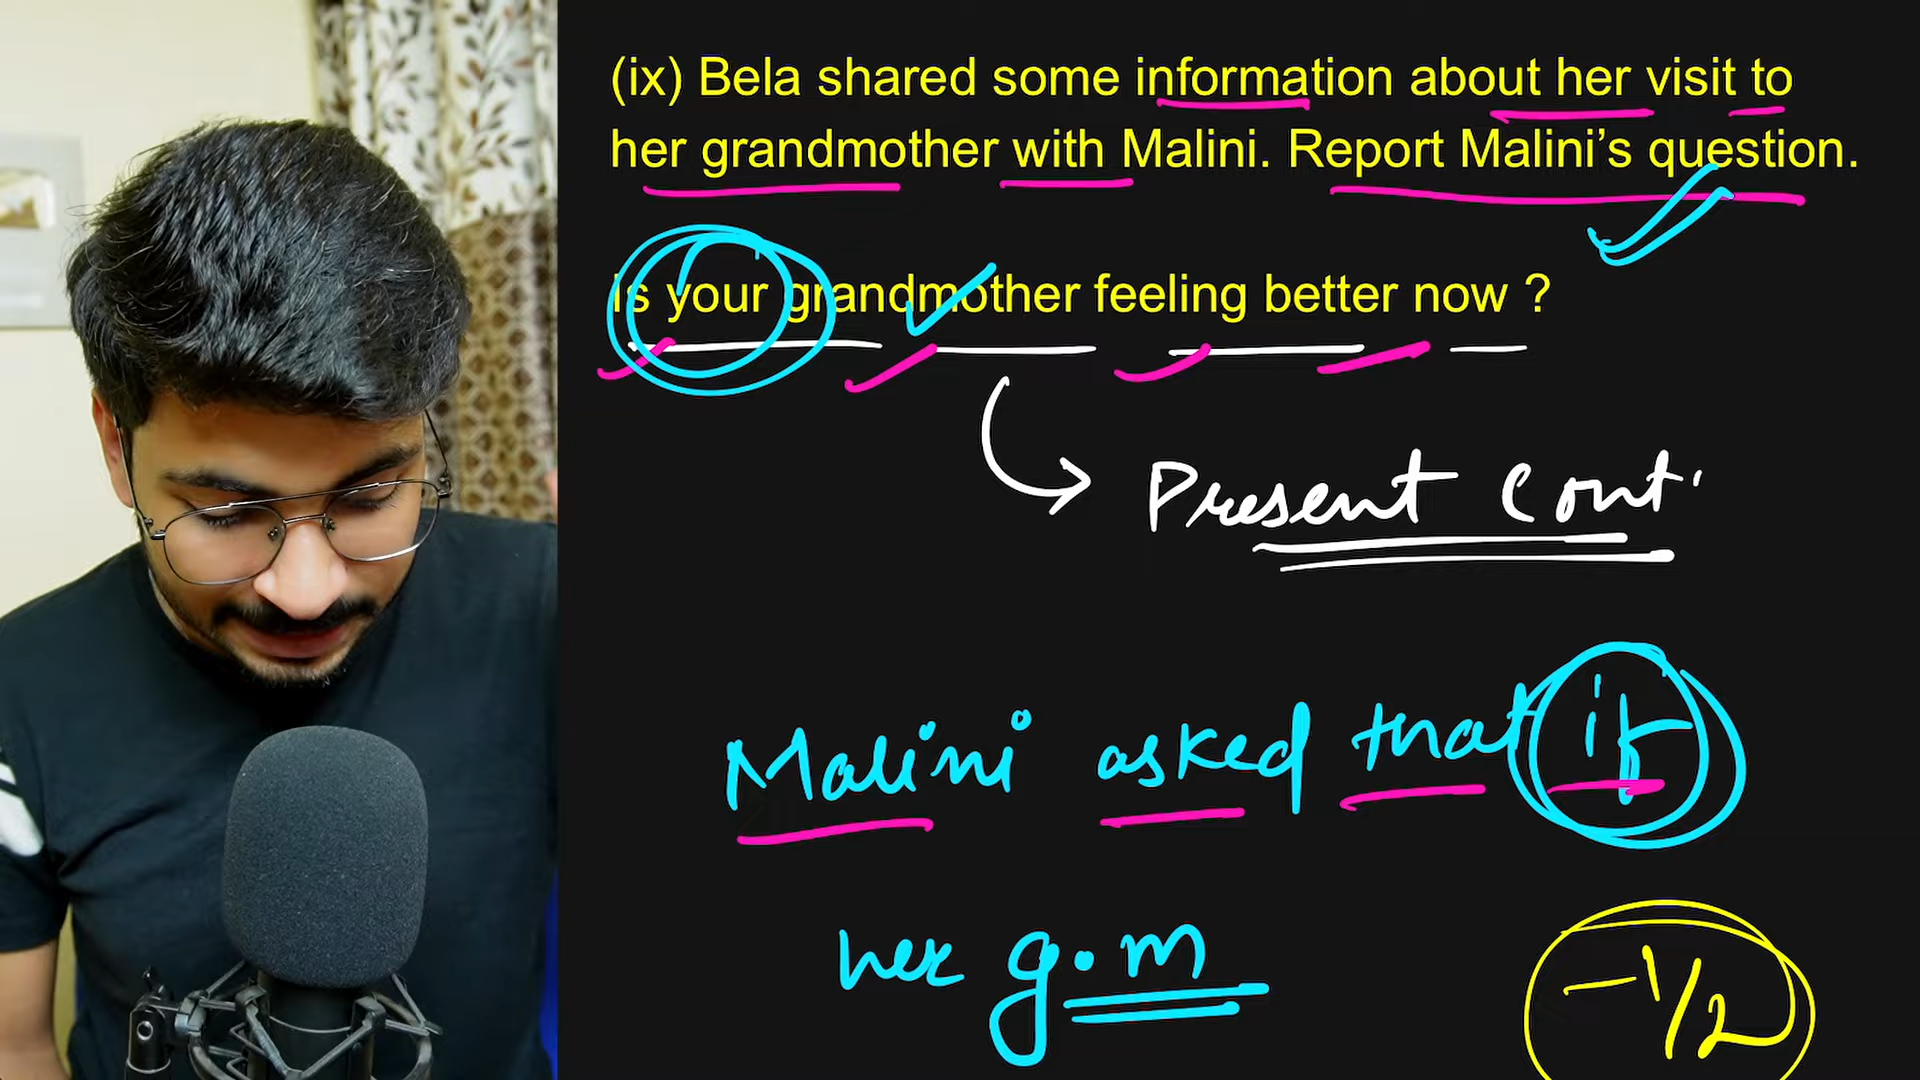 (ix) Bela shared some information about her visit to
her grandmother with Malini. Report Malini's question.
Is your grandmother feeling better now ?
Present Cont.
Malini asked that if
her g.m
-1/2